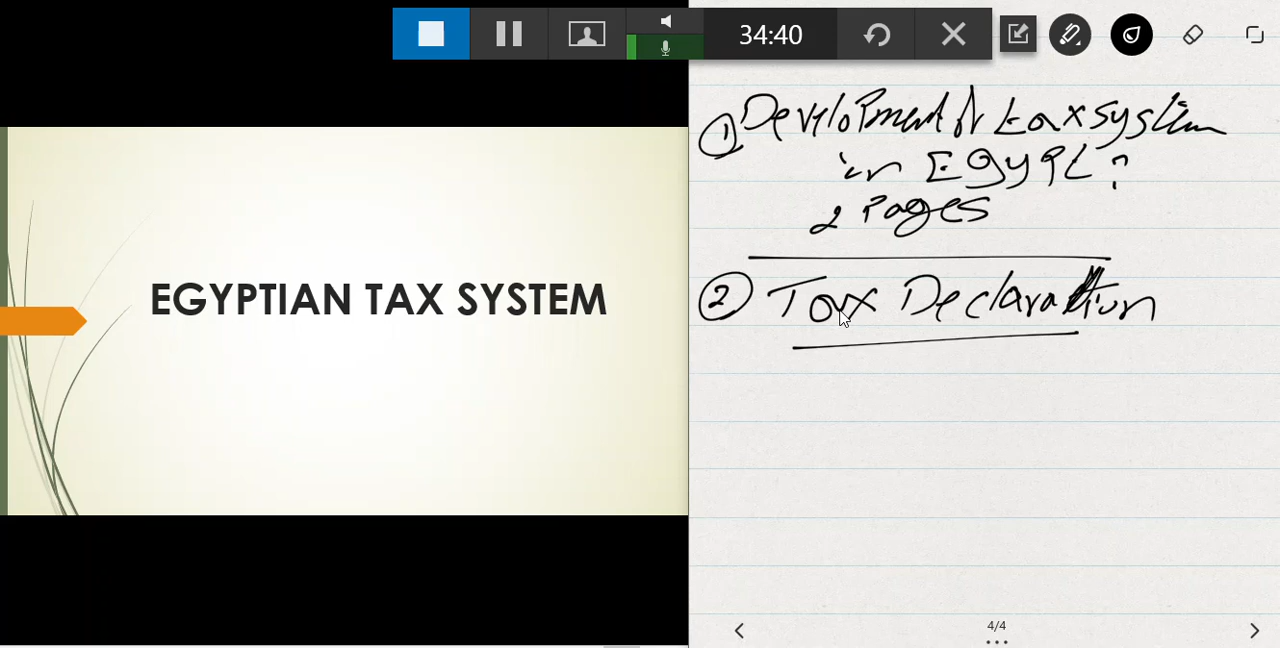 34:40
EGYPTIAN TAX SYSTEM
① Development of tax system
in EGYPt ?
2 Pages
② Tax Declaration
4/4